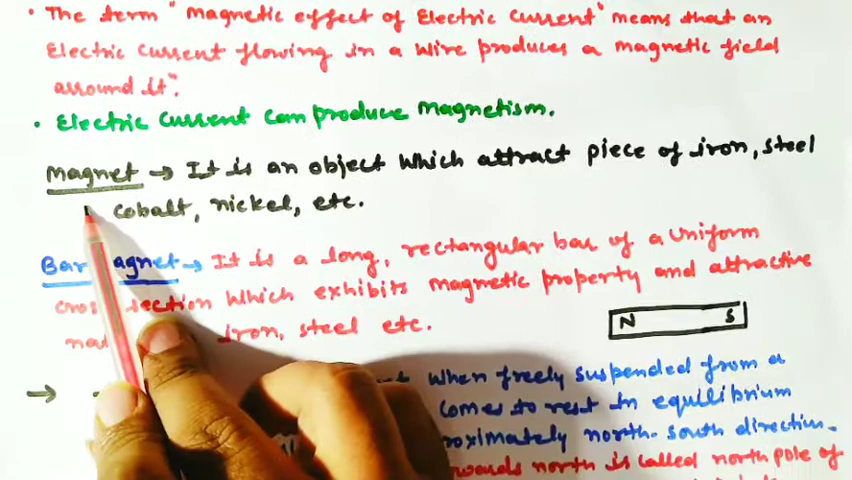 • The term "Magnetic effect of Electric current" means that an
Electric current flowing in a wire produces a magnetic field
assound it".
• Electric current can produce Magnetism.
Magnet → It is an object which attract piece of iron, steel
cobalt, nickel, etc.
Bar agnet → It is a long, rectangular bar of a uniform
section which exhibits magnetic property and attractive
iron, steel etc.
N S
→ when freely suspended from a
comes to rest in equilibrium
north-south direction.
north is called north pole of